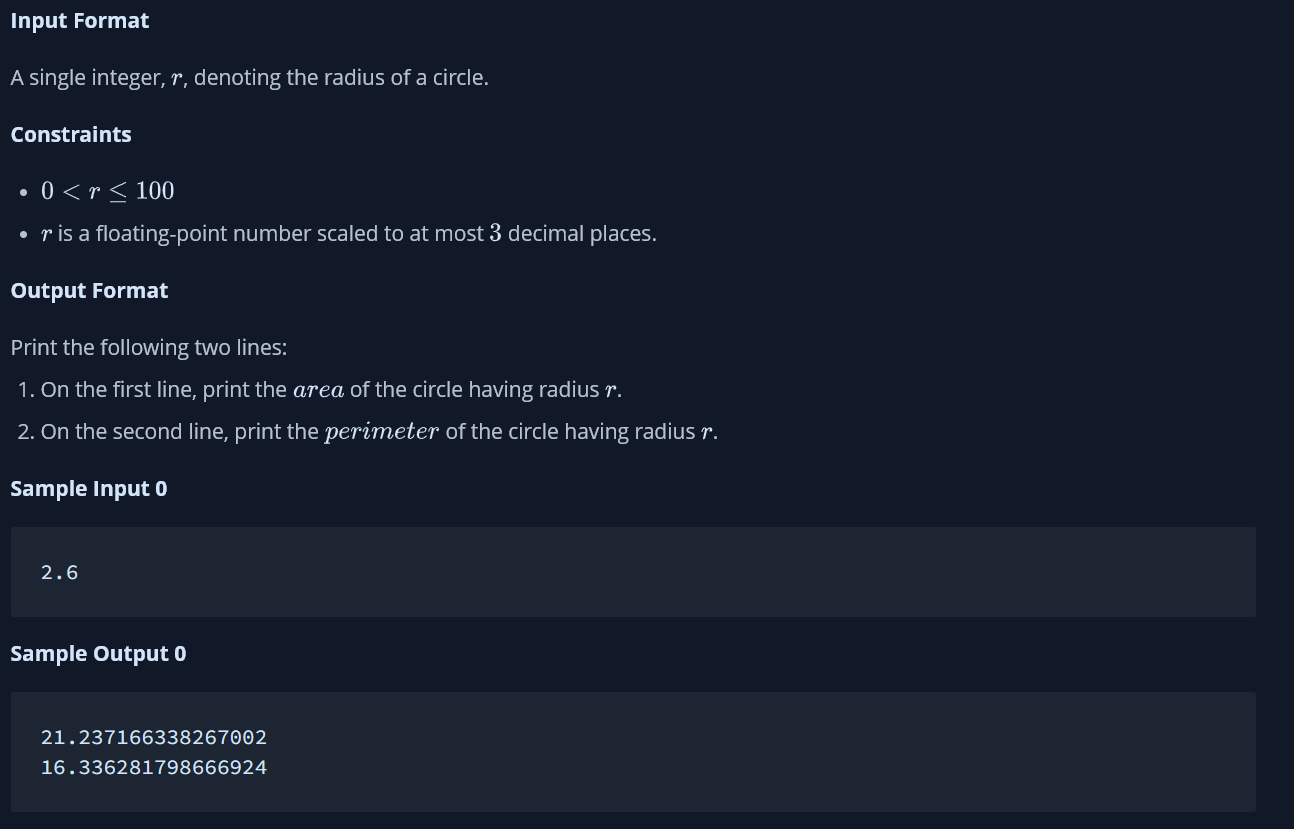 Input Format
A single integer, r, denoting the radius of a circle.
Constraints
• 0 < r ≤ 100
• r is a floating-point number scaled to at most 3 decimal places.
Output Format
Print the following two lines:
1. On the first line, print the area of the circle having radius r.
2. On the second line, print the perimeter of the circle having radius r.
Sample Input 0
2.6
Sample Output 0
21.237166338267002
16.336281798666924